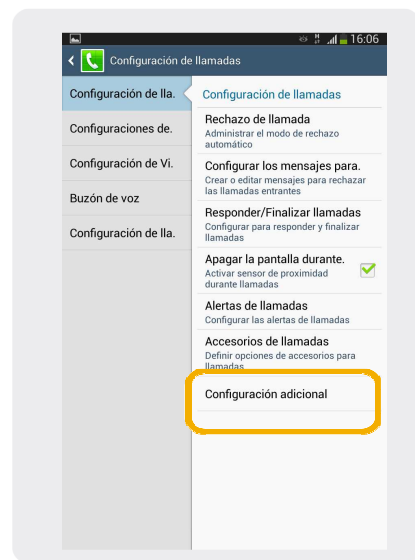 16:06
Configuración de llamadas
Configuración de lla.
Configuraciones de.
Configuración de Vi.
Buzón de voz
Configuración de lla.
Configuración de llamadas
Rechazo de llamada
Administrar el modo de rechazo
automático
Configurar los mensajes para.
Crear o editar mensajes para rechazar
las llamadas entrantes
Responder/Finalizar llamadas
Configurar para responder y finalizar
llamadas
Apagar la pantalla durante.
Activar sensor de proximidad
durante llamadas
Alertas de llamadas
Configurar las alertas de llamadas
Accesorios de llamadas
Definir opciones de accesorios para
llamadas
Configuración adicional